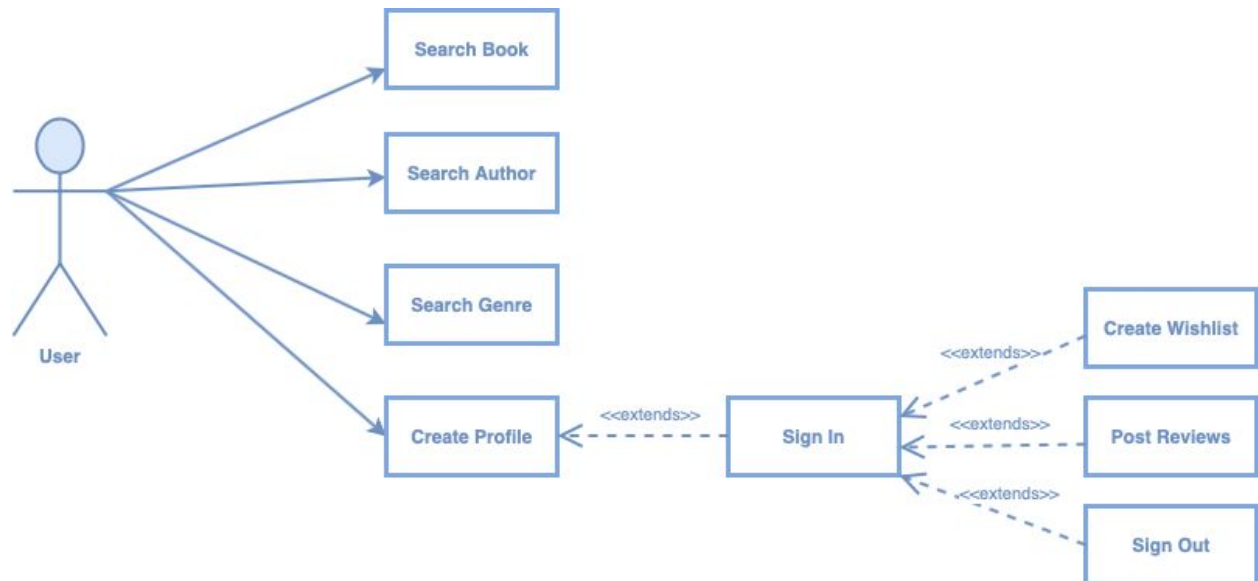 Search Book
Search Author
Search Genre
User
Create Profile
<<extends>>
Sign In
<<extends>>
Create Wishlist
<<extends>>
Post Reviews
<<extends>>
Sign Out